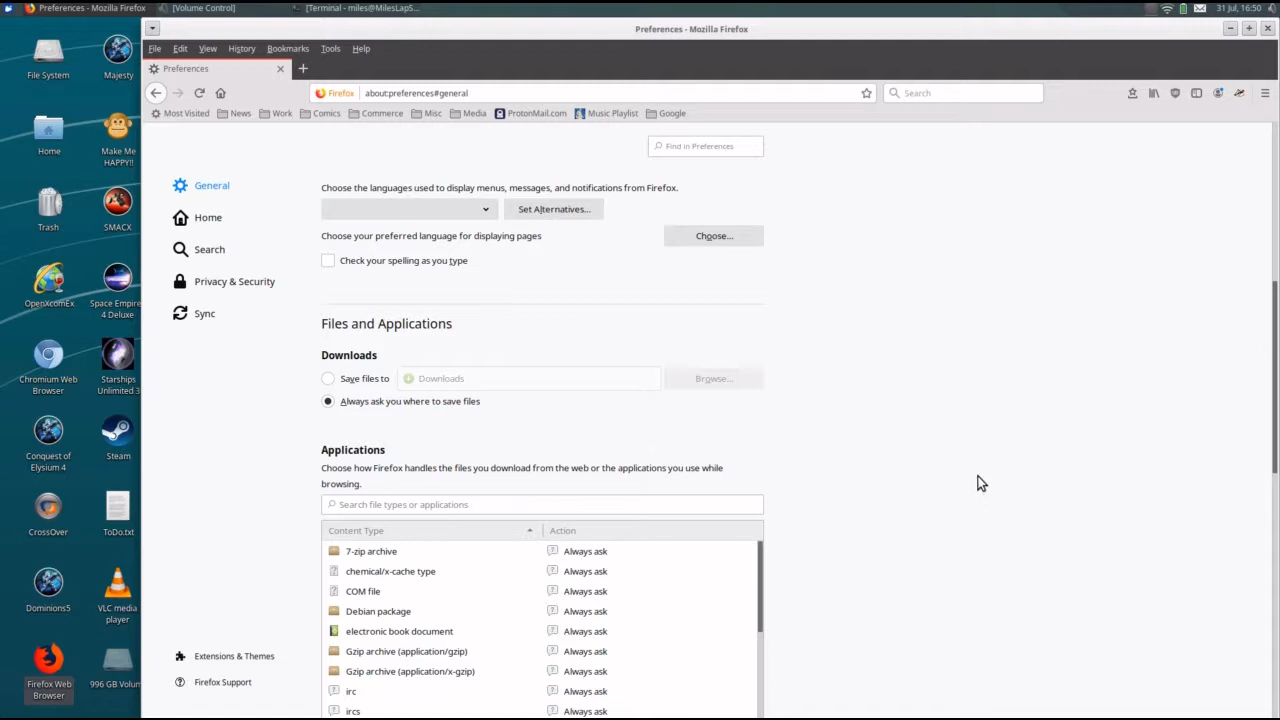 Preferences - Mozilla Firefox
[Volume Control]
[Terminal - miles@MilesLapS...
31 Jul, 16:50
Preferences - Mozilla Firefox
File Edit View History Bookmarks Tools Help
Preferences
Firefox about:preferences#general
Search
Most Visited News Work Comics Commerce Misc Media ProtonMail.com Music Playlist Google
File System
Majesty
Home
Make Me
HAPPY!!
Trash
SMACX
OpenXcomEx
Space Empire
4 Deluxe
Chromium Web
Browser
Starships
Unlimited 3
Conquest of
Elysium 4
Steam
CrossOver
ToDo.txt
Dominions5
VLC media
player
Firefox Web
Browser
996 GB Volum
General
Home
Search
Privacy & Security
Sync
Extensions & Themes
Firefox Support
Find in Preferences
Choose the languages used to display menus, messages, and notifications from Firefox.
Set Alternatives...
Choose your preferred language for displaying pages
Choose...
Check your spelling as you type
Files and Applications
Downloads
Save files to Downloads Browse...
Always ask you where to save files
Applications
Choose how Firefox handles the files you download from the web or the applications you use while
browsing.
Search file types or applications
Content Type Action
7-zip archive Always ask
chemical/x-cache type Always ask
COM file Always ask
Debian package Always ask
electronic book document Always ask
Gzip archive (application/gzip) Always ask
Gzip archive (application/x-gzip) Always ask
irc Always ask
ircs Always ask